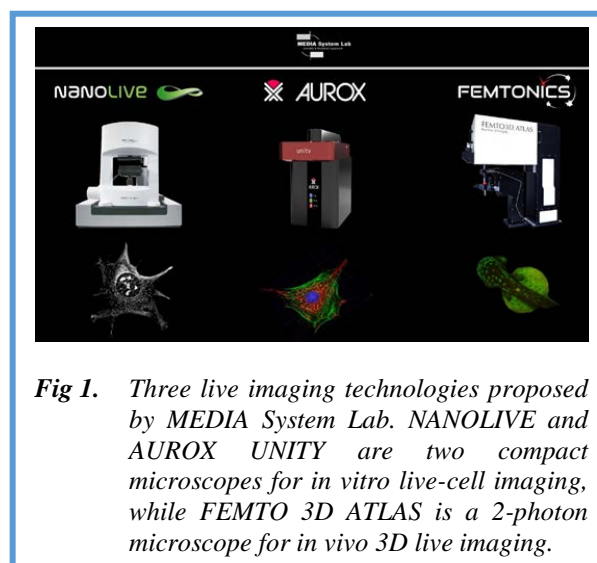 MEDIA System Lab
NANOLIVE
AUROX
FEMTONICS
unity
FEMTO3D ATLAS
Fig 1. Three live imaging technologies proposed
by MEDIA System Lab. NANOLIVE and
AUROX UNITY are two compact
microscopes for in vitro live-cell imaging,
while FEMTO 3D ATLAS is a 2-photon
microscope for in vivo 3D live imaging.